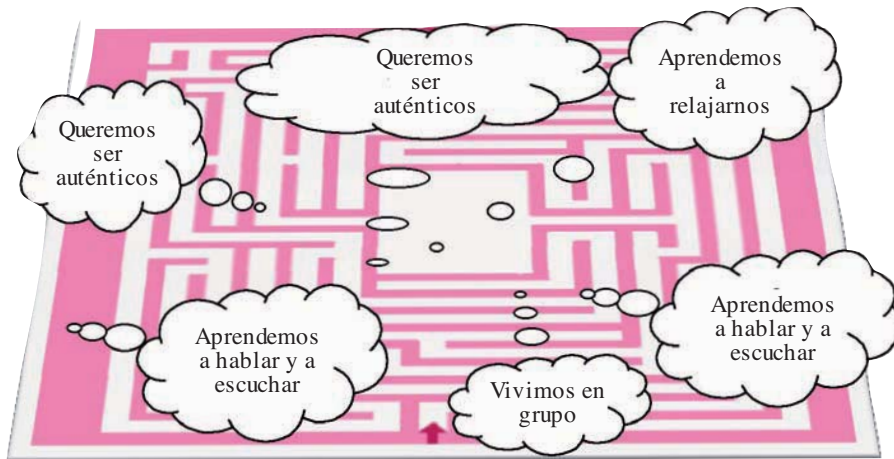 Queremos
ser
auténticos
Aprendemos
a
relajarnos
Queremos
ser
auténticos
Aprendemos
a hablar y a
escuchar
Aprendemos
a hablar y a
escuchar
Vivimos en
grupo